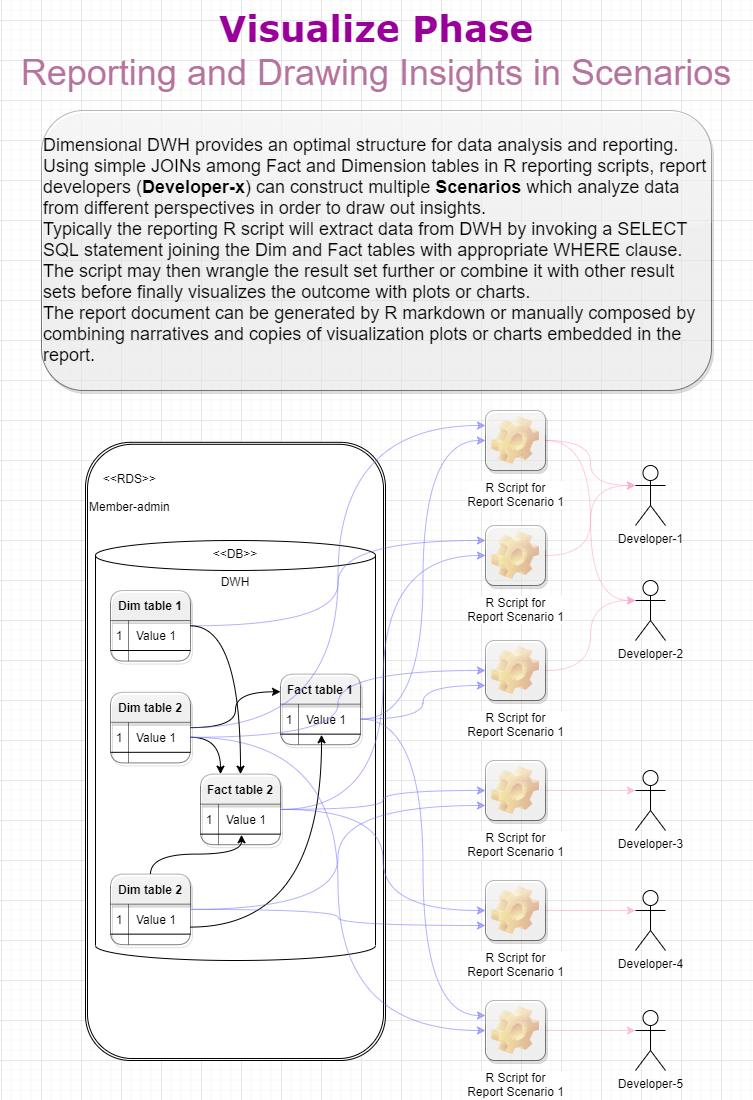 Visualize Phase
Reporting and Drawing Insights in Scenarios
Dimensional DWH provides an optimal structure for data analysis and reporting.
Using simple JOINs among Fact and Dimension tables in R reporting scripts, report
developers (Developer-x) can construct multiple Scenarios which analyze data
from different perspectives in order to draw out insights.
Typically the reporting R script will extract data from DWH by invoking a SELECT
SQL statement joining the Dim and Fact tables with appropriate WHERE clause.
The script may then wrangle the result set further or combine it with other result
sets before finally visualizes the outcome with plots or charts.
The report document can be generated by R markdown or manually composed by
combining narratives and copies of visualization plots or charts embedded in the
report.
<<RDS>>
Member-admin
<<DB>>
DWH
Dim table 1
1 Value 1
Dim table 2
1 Value 1
Fact table 1
1 Value 1
Fact table 2
1 Value 1
Dim table 2
1 Value 1
R Script for
Report Scenario 1
Developer-1
R Script for
Report Scenario 1
Developer-2
R Script for
Report Scenario 1
R Script for
Report Scenario 1
Developer-3
R Script for
Report Scenario 1
Developer-4
R Script for
Report Scenario 1
Developer-5